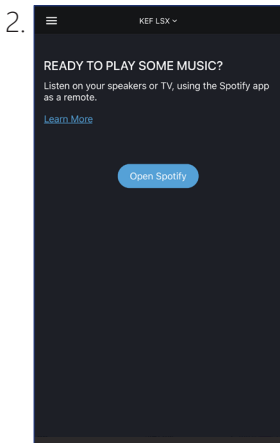 2.
KEF LSX
READY TO PLAY SOME MUSIC?
Listen on your speakers or TV, using the Spotify app
as a remote.
Learn More
Open Spotify